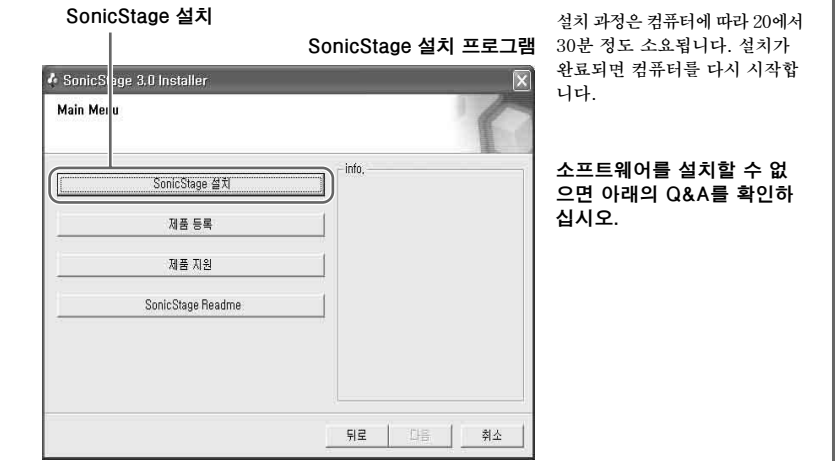 SonicStage 설치
SonicStage 설치 프로그램
SonicStage 3.0 Installer
Main Menu
SonicStage 설치
제품 등록
제품 지원
SonicStage Readme
info.
뒤로
다음
취소
설치 과정은 컴퓨터에 따라 20에서
30분 정도 소요됩니다. 설치가
완료되면 컴퓨터를 다시 시작합
니다.
소프트웨어를 설치할 수 없
으면 아래의 Q&A를 확인하
십시오.